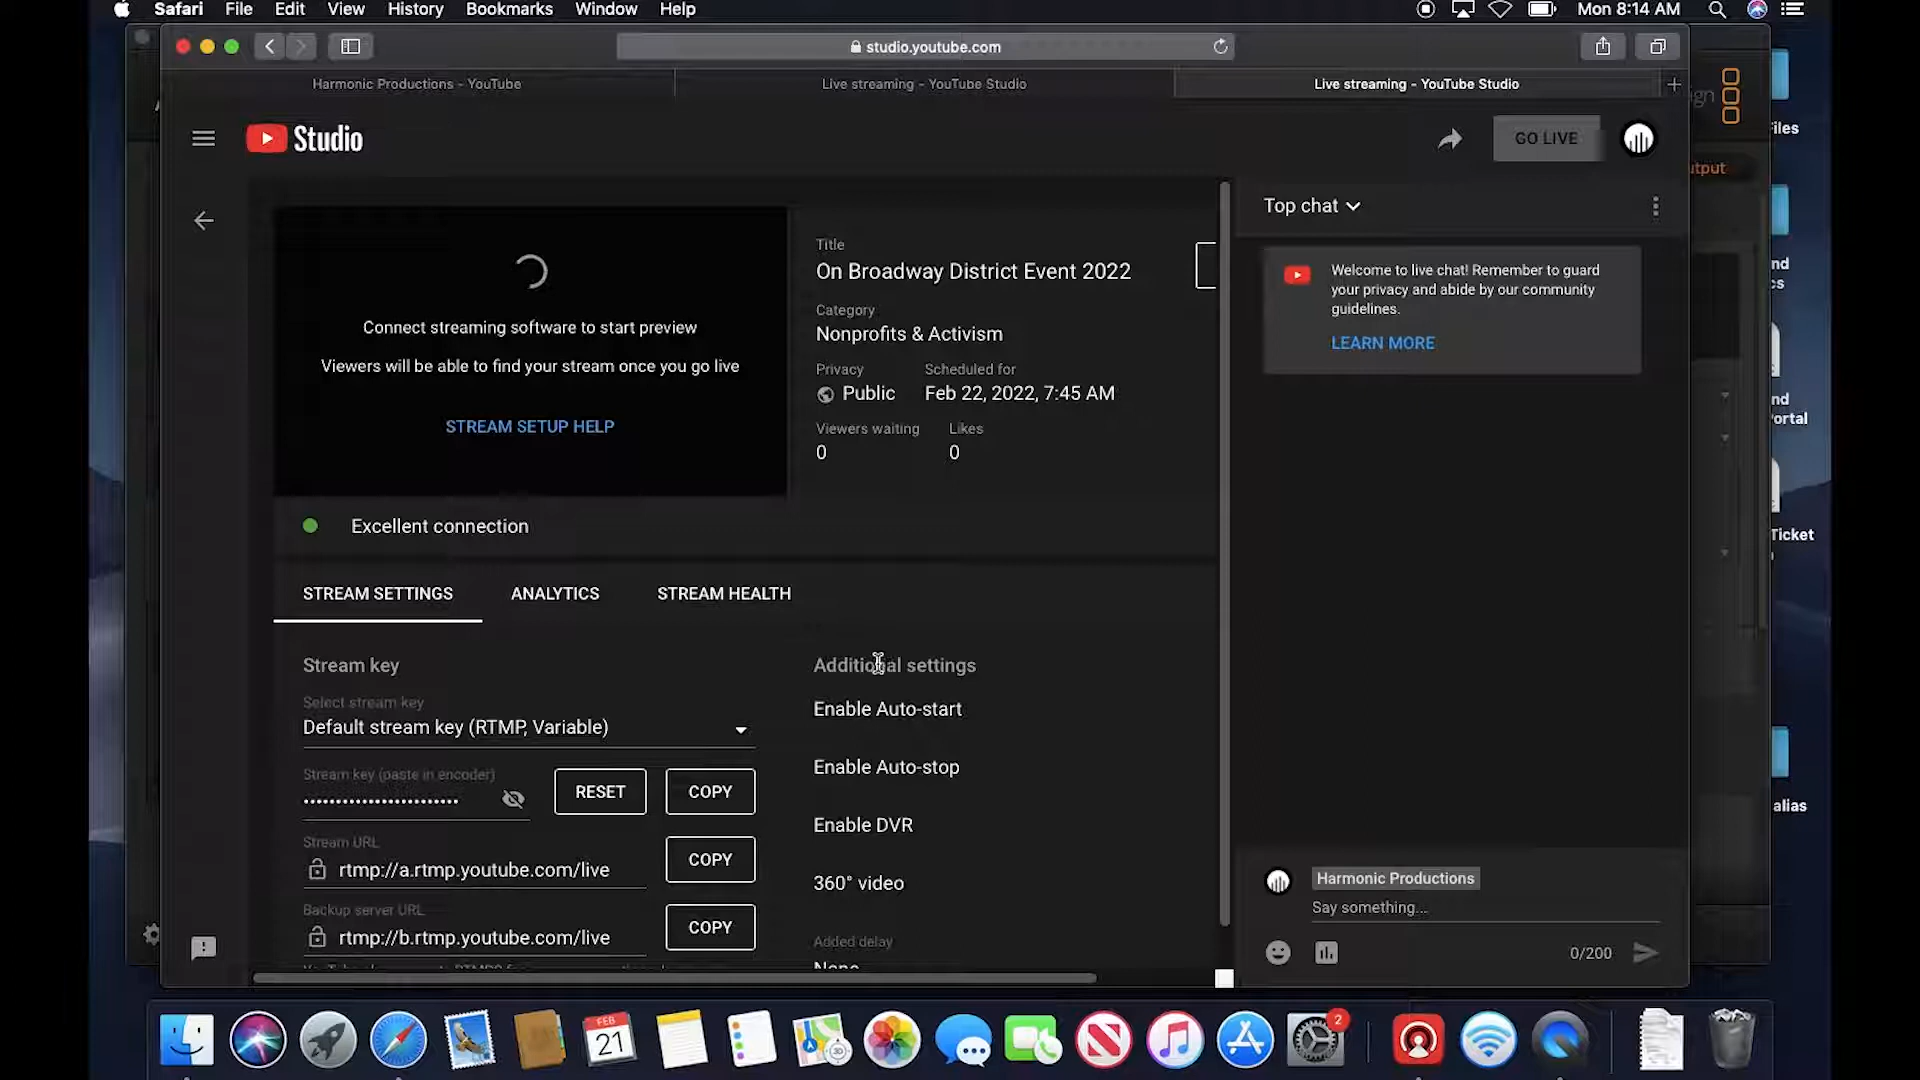 Safari File Edit View History Bookmarks Window Help Mon 8:14 AM
studio.youtube.com
Harmonic Productions - YouTube
Live streaming - YouTube Studio
Live streaming - YouTube Studio
Studio
GO LIVE
Connect streaming software to start preview
Viewers will be able to find your stream once you go live
STREAM SETUP HELP
Title
On Broadway District Event 2022
Category
Nonprofits & Activism
Privacy
Public
Scheduled for
Feb 22, 2022, 7:45 AM
Viewers waiting
0
Likes
0
Excellent connection
STREAM SETTINGS
ANALYTICS
STREAM HEALTH
Stream key
Select stream key
Default stream key (RTMP, Variable)
Stream key (paste in encoder)
••••••••••••••••••••••••
RESET
COPY
Stream URL
rtmp://a.rtmp.youtube.com/live
COPY
Backup server URL
rtmp://b.rtmp.youtube.com/live
COPY
Additional settings
Enable Auto-start
Enable Auto-stop
Enable DVR
360° video
Added delay
None
Top chat
Welcome to live chat! Remember to guard
your privacy and abide by our community
guidelines.
LEARN MORE
Harmonic Productions
Say something...
0/200
ign
iles
utput
nd
cs
nd
ortal
Ticket
alias
FEB
21
2